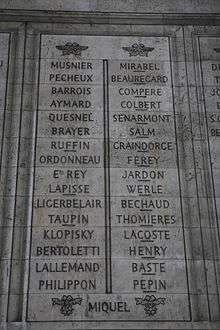 MUSNIER
PECHEUX
BARROIS
AYMARD
QUESNEL
BRAYER
RUFFIN
ORDONNEAU
Eᵗᵗ REY
LAPISSE
LIGERBELAIR
TAUPIN
KLOPISKY
BERTOLETTI
LALLEMAND
PHILIPPON
MIRABEL
BEAUREGARD
COMPERE
COLBERT
SENARMONT
SALM
GRAINDORGE
FEREY
JARDON
WERLE
BECHAUD
THOMIERES
LACOSTE
HENRY
BASTE
PEPIN
MIQUEL